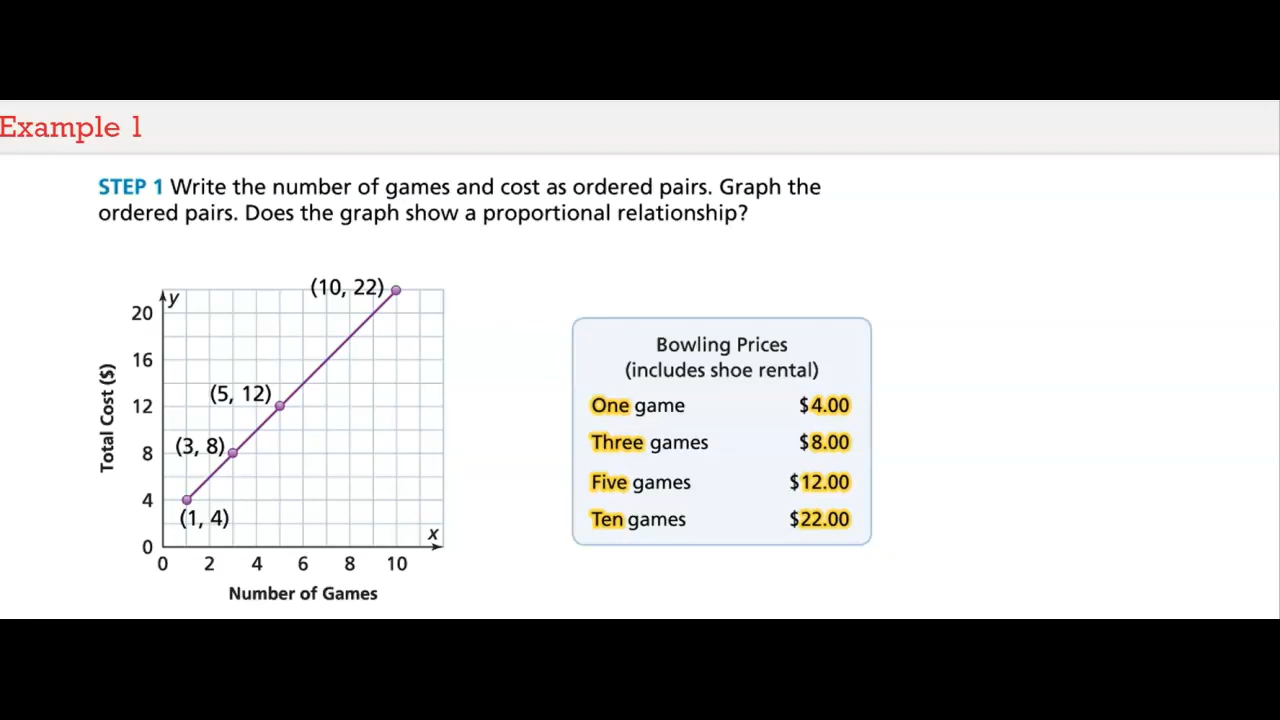 Example 1
STEP 1 Write the number of games and cost as ordered pairs. Graph the
ordered pairs. Does the graph show a proportional relationship?
y
(10, 22)
20
16
(5, 12)
12
(3, 8)
8
4
(1, 4)
0
x
0 2 4 6 8 10
Total Cost ($)
Number of Games
Bowling Prices
(includes shoe rental)
One game $4.00
Three games $8.00
Five games $12.00
Ten games $22.00